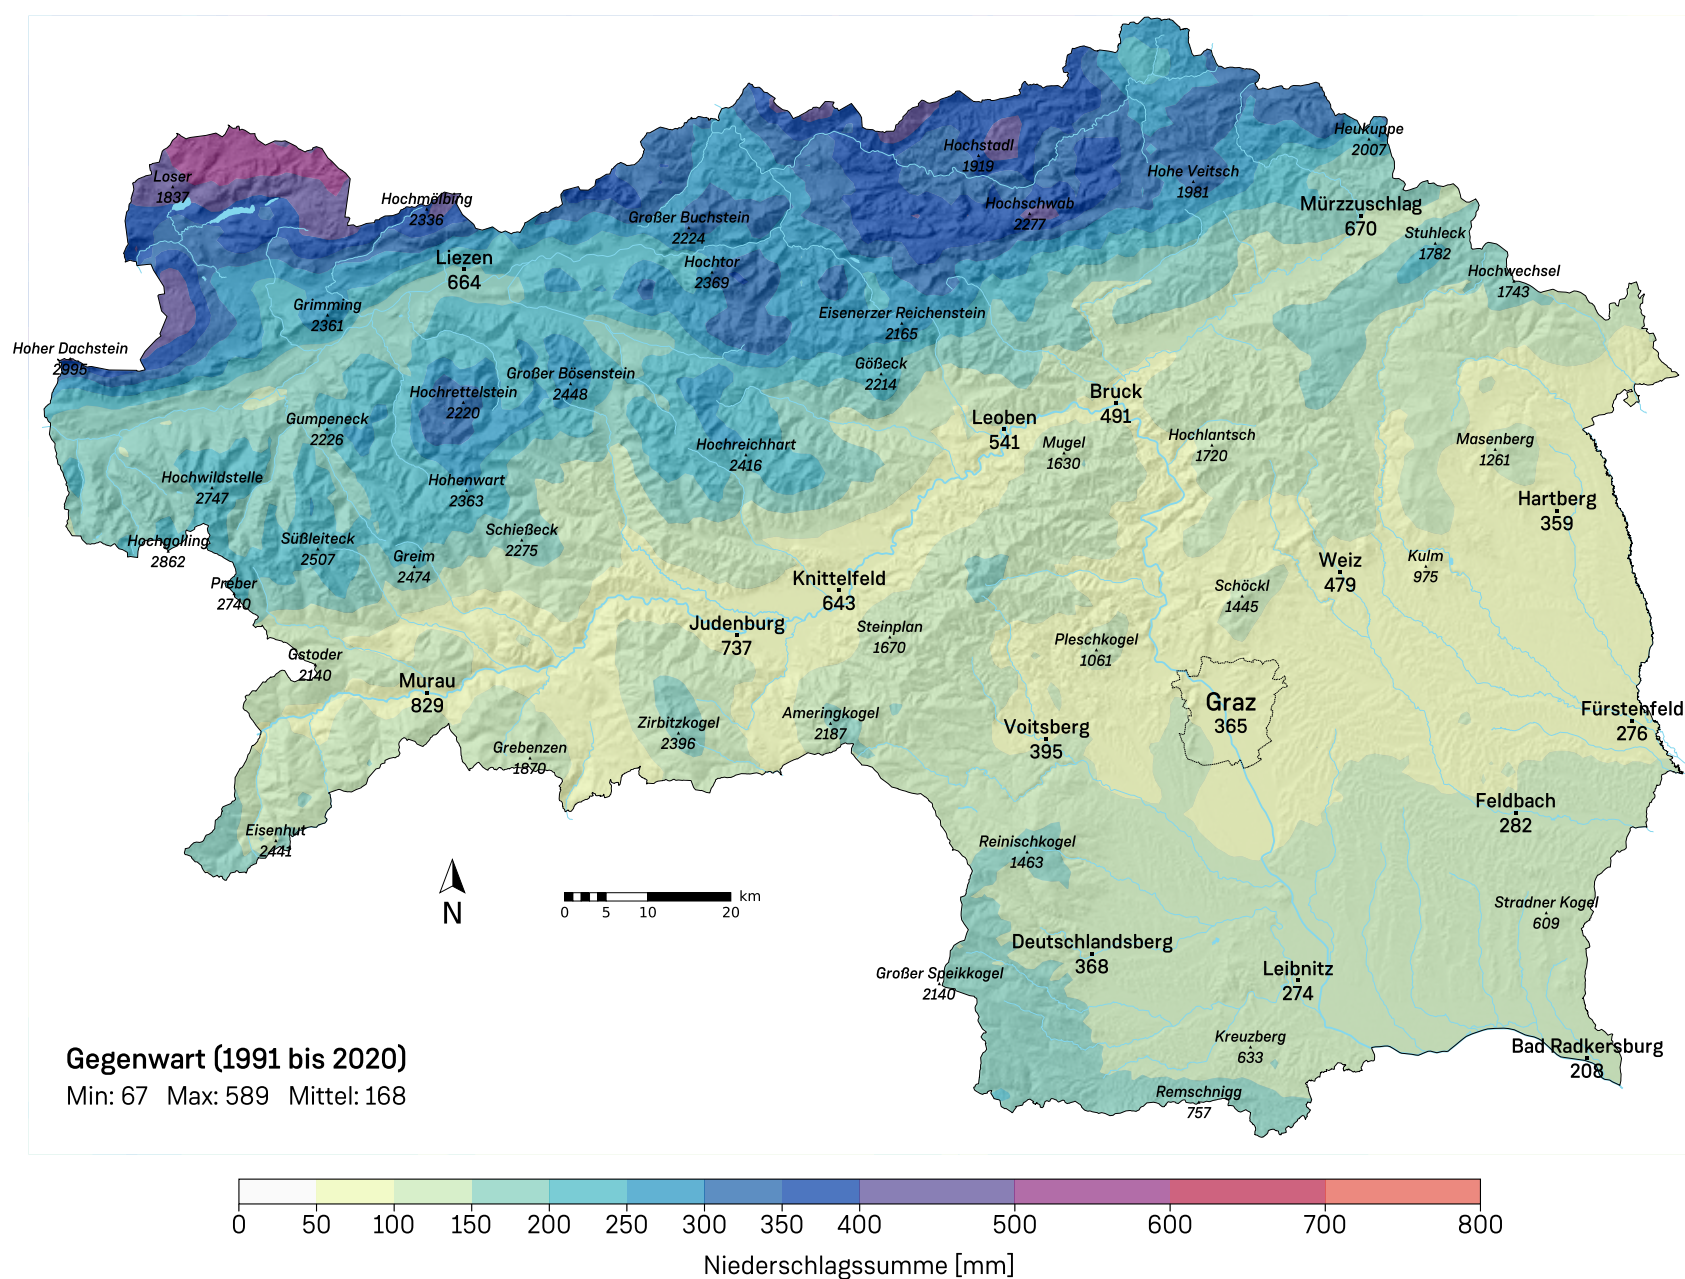 Heukuppe
2007
Hochstadl
1919
Hohe Veitsch
1981
Loser
1837
Hochmölbing
2336
Mürzzuschlag
670
Hochschwab
2277
Großer Buchstein
2224
Stuhleck
1782
Liezen
664
Hochtor
2369
Hochwechsel
1743
Grimming
2361
Eisenerzer Reichenstein
2165
Hoher Dachstein
2995
Gößeck
2214
Großer Bösenstein
2448
Hochrettelstein
2220
Bruck
491
Gumpeneck
2226
Leoben
541
Mugel
1630
Hochlantsch
1720
Masenberg
1261
Hochreichhart
2416
Hochwildstelle
2747
Hohenwart
2363
Hartberg
359
Schießeck
2275
Hochgolling
2862
Süßleiteck
2507
Greim
2474
Weiz
479
Kulm
975
Preber
2740
Knittelfeld
643
Schöckl
1445
Judenburg
737
Steinplan
1670
Pleschkogel
1061
Gstoder
2140
Murau
829
Graz
365
Fürstenfeld
276
Zirbitzkogel
2396
Ameringkogel
2187
Voitsberg
395
Grebenzen
1870
Feldbach
282
Eisenhut
2441
Reinischkogel
1463
N
km
0 5 10 20
Stradner Kogel
609
Deutschlandsberg
368
Leibnitz
274
Großer Speikkogel
2140
Kreuzberg
633
Bad Radkersburg
208
Remschnigg
757
Gegenwart (1991 bis 2020)
Min: 67 Max: 589 Mittel: 168
0 50 100 150 200 250 300 350 400 500 600 700 800
Niederschlagssumme [mm]